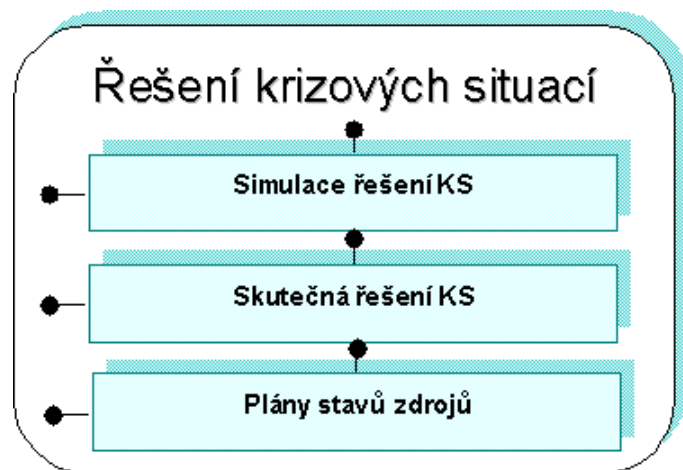 Řešení krizových situací
Simulace řešení KS
Skutečná řešení KS
Plány stavů zdrojů